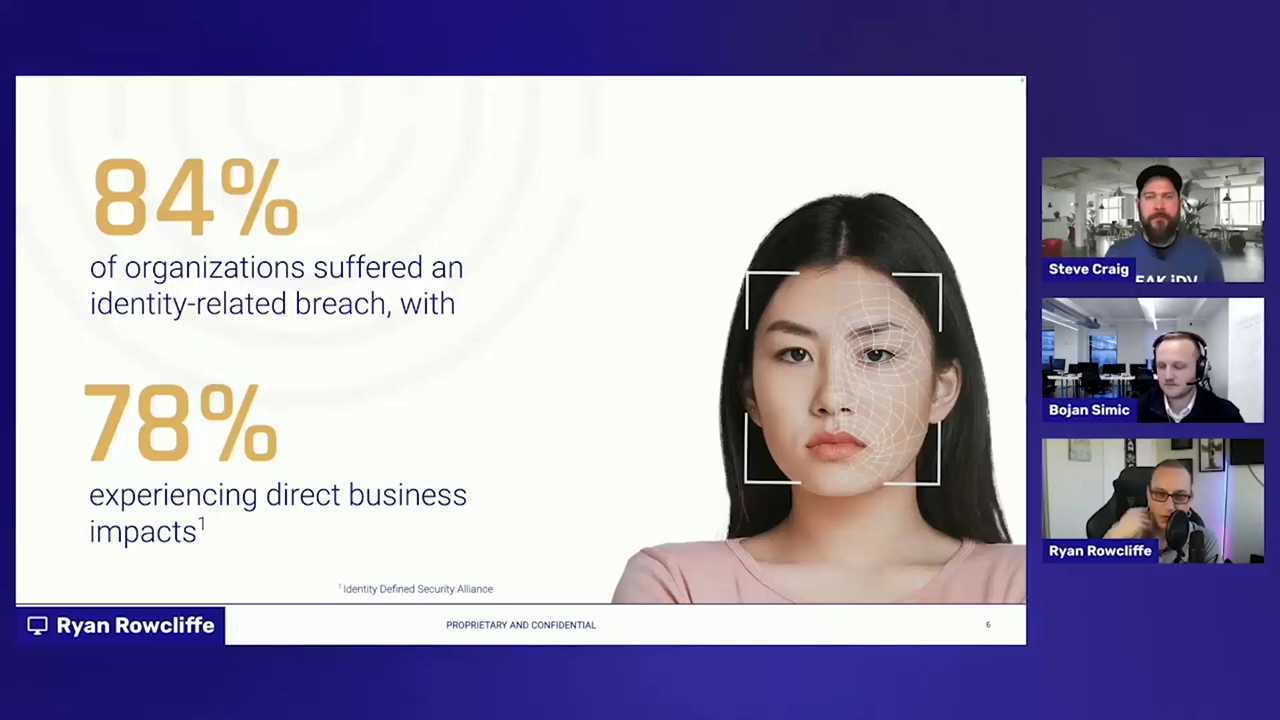 84%
of organizations suffered an
identity-related breach, with
78%
experiencing direct business
impacts¹
¹ Identity Defined Security Alliance
Ryan Rowcliffe
PROPRIETARY AND CONFIDENTIAL
6
Steve Craig
Bojan Simic
Ryan Rowcliffe